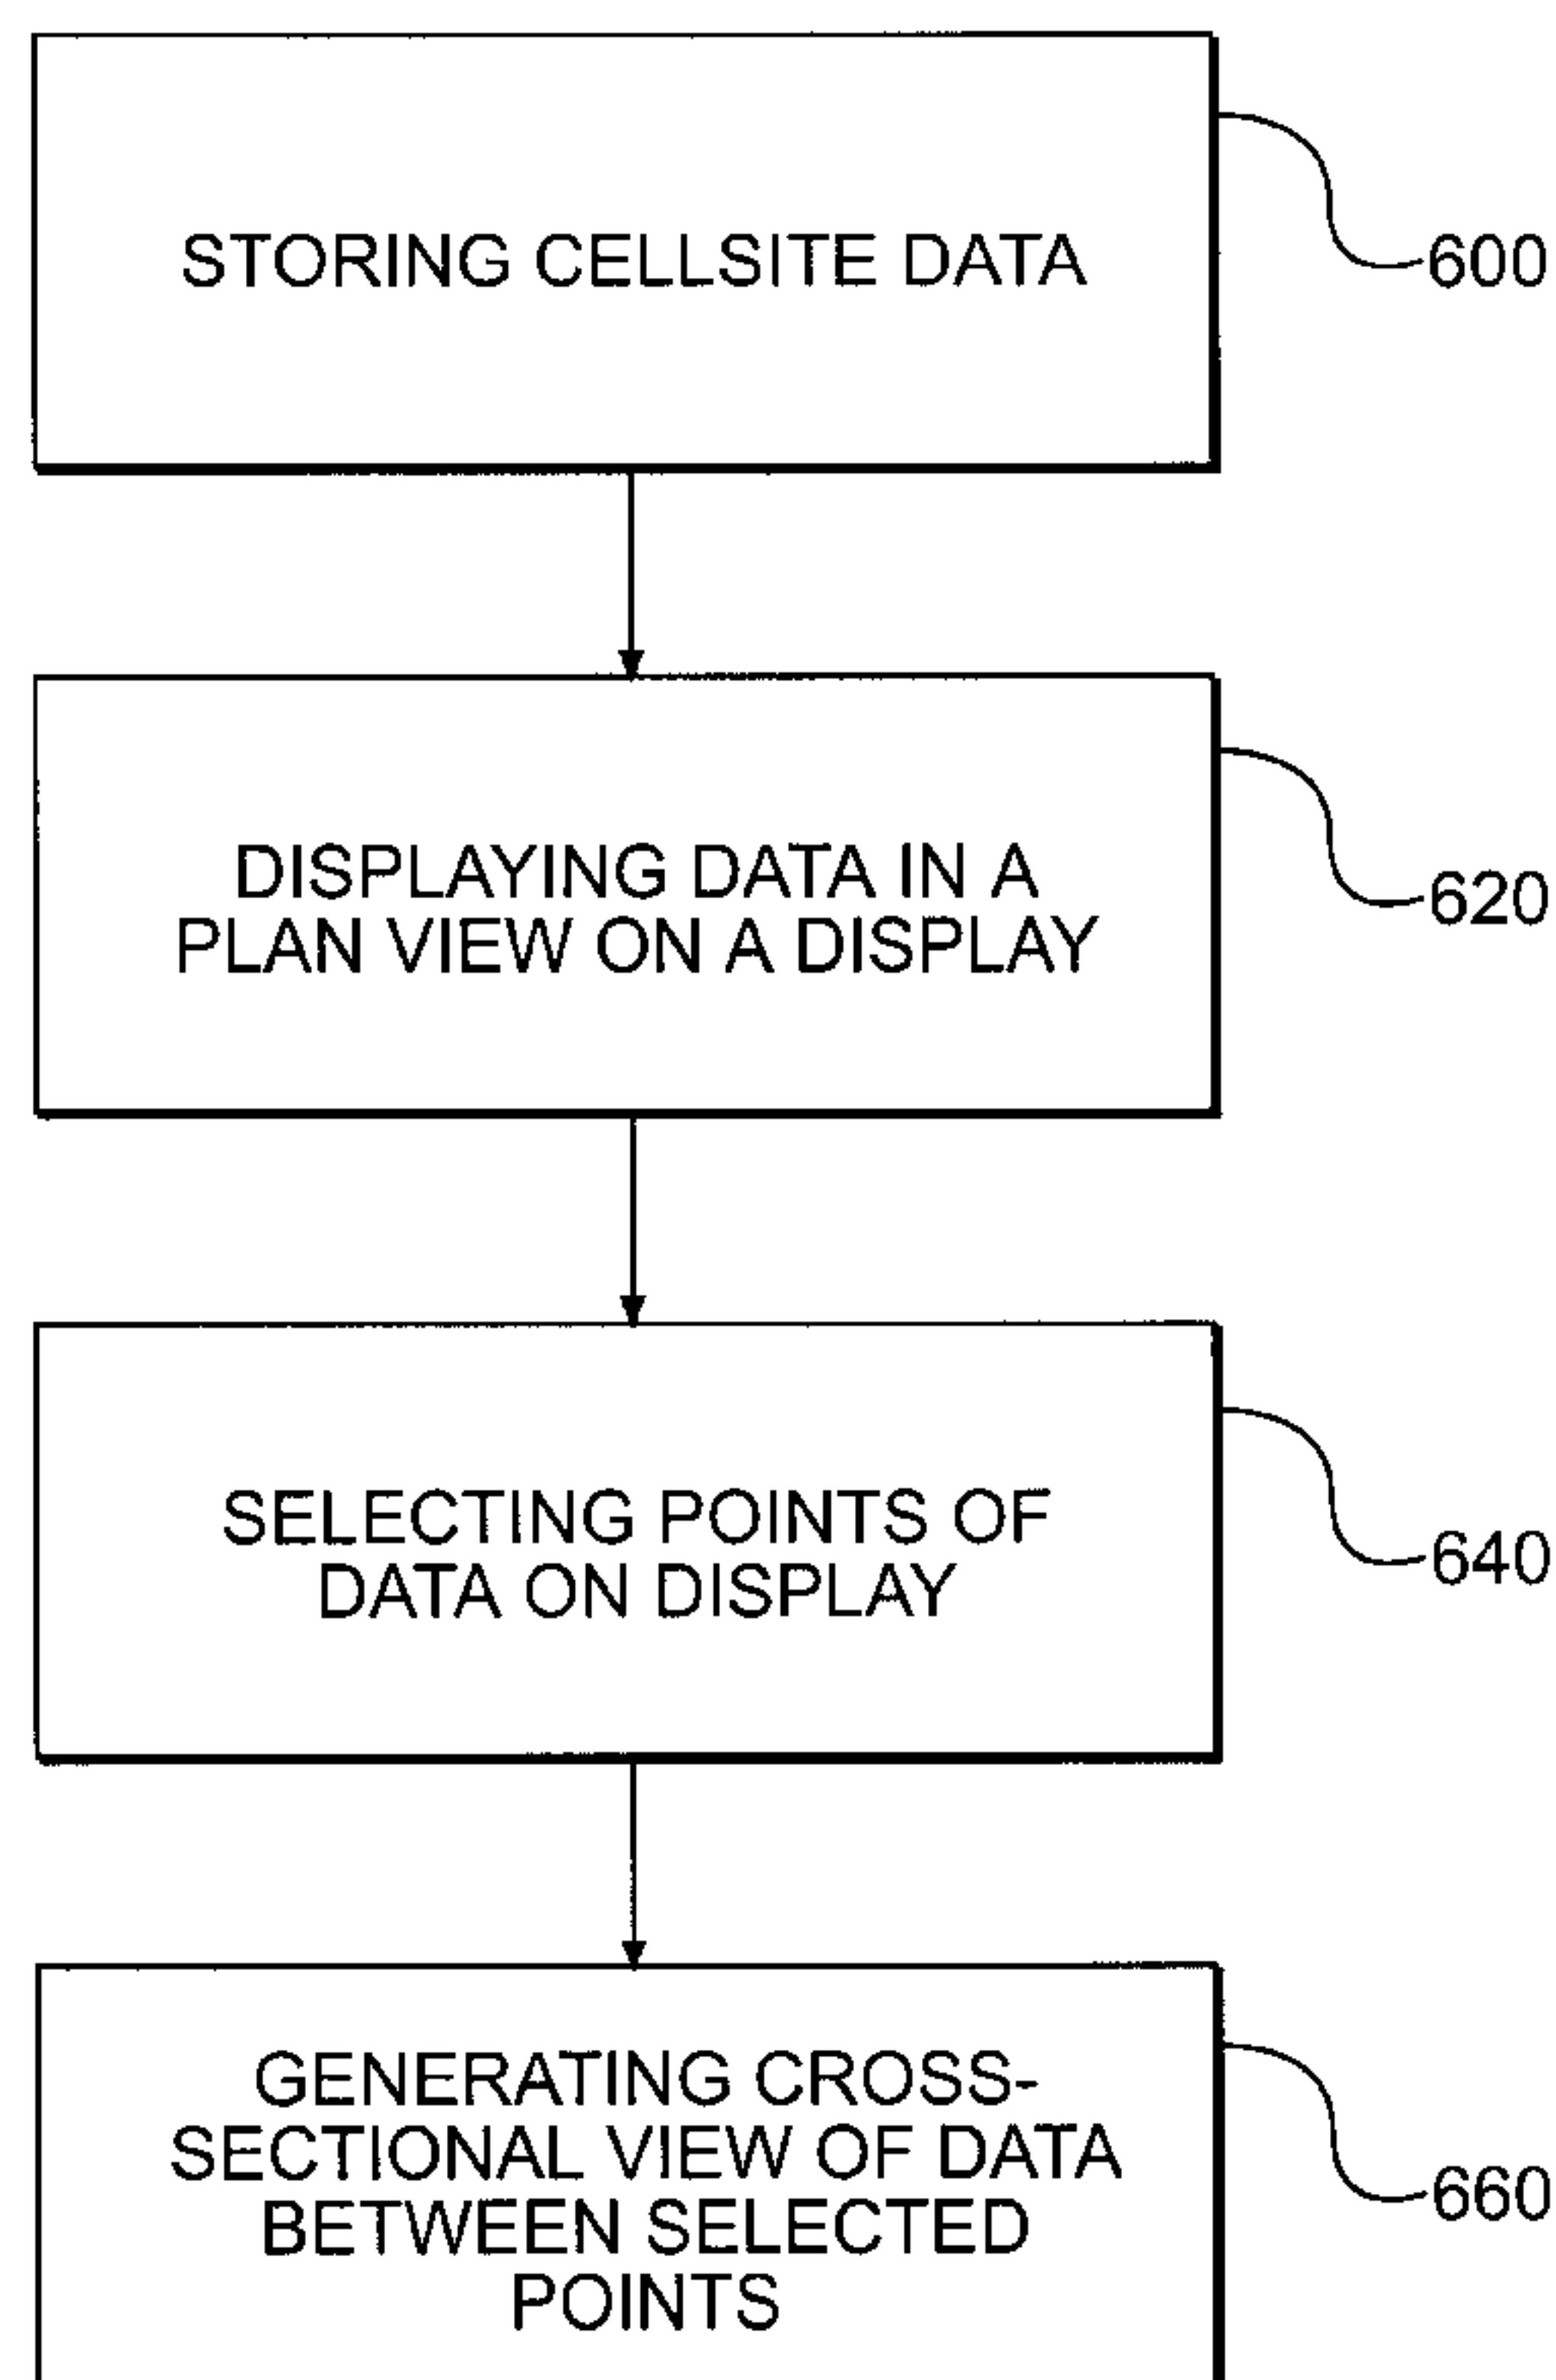 STORING CELLSITE DATA
600
DISPLAYING DATA IN A
PLAN VIEW ON A DISPLAY
620
SELECTING POINTS OF
DATA ON DISPLAY
640
GENERATING CROSS-
SECTIONAL VIEW OF DATA
BETWEEN SELECTED
POINTS
660